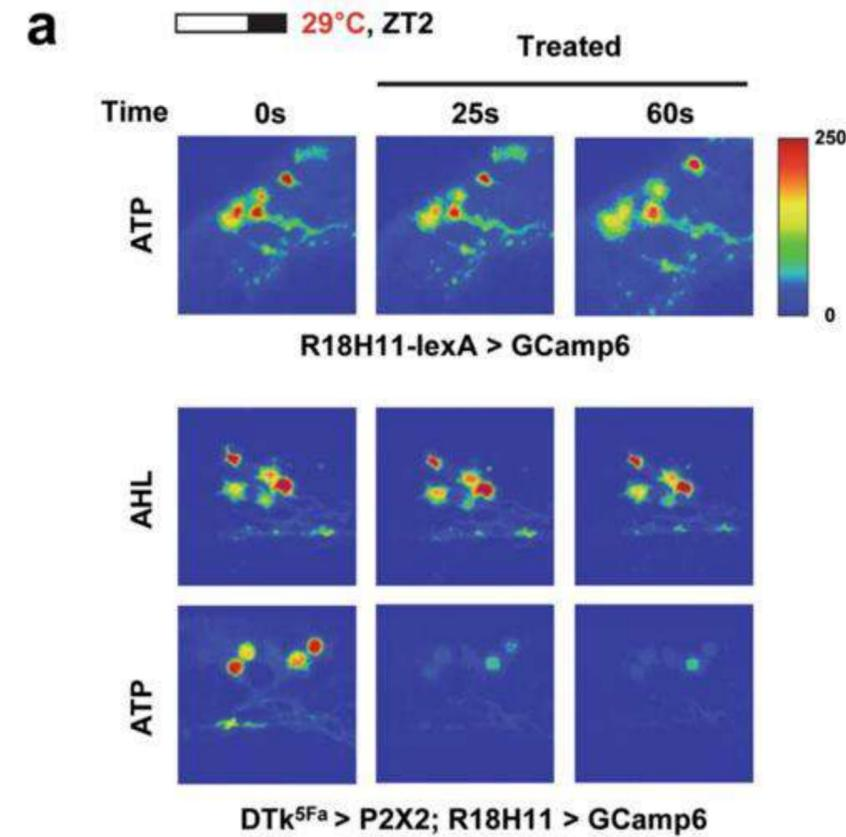 a
29°C, ZT2
Treated
Time 0s 25s 60s
250
ATP
0
R18H11-lexA > GCamp6
AHL
ATP
DTk⁵ᶠᵃ > P2X2; R18H11 > GCamp6